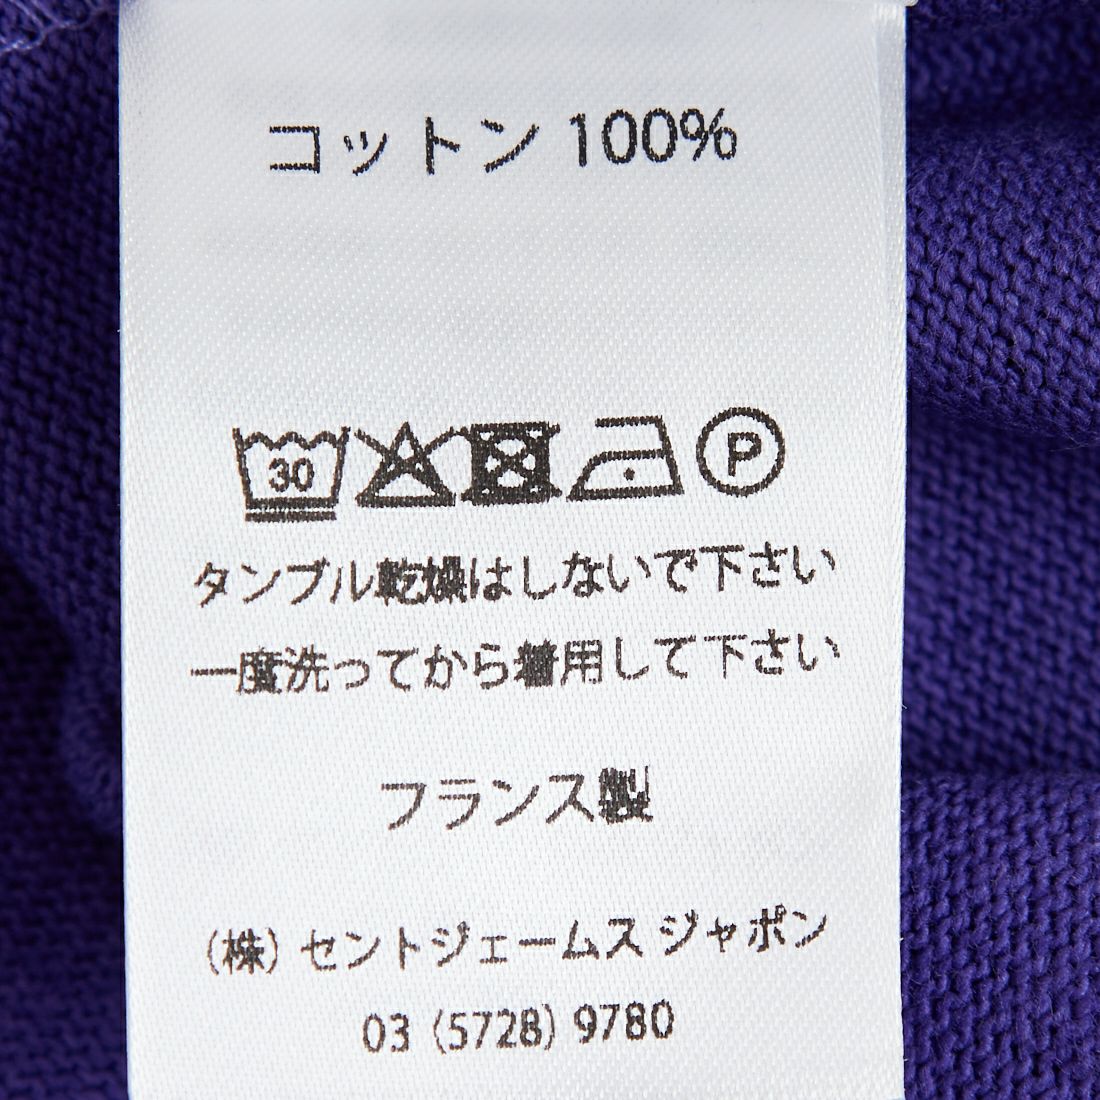 コットン 100%
30 P
タンブル乾燥はしないで下さい
一度洗ってから着用して下さい
フランス製
(株) セントジェームス ジャポン
03 (5728) 9780